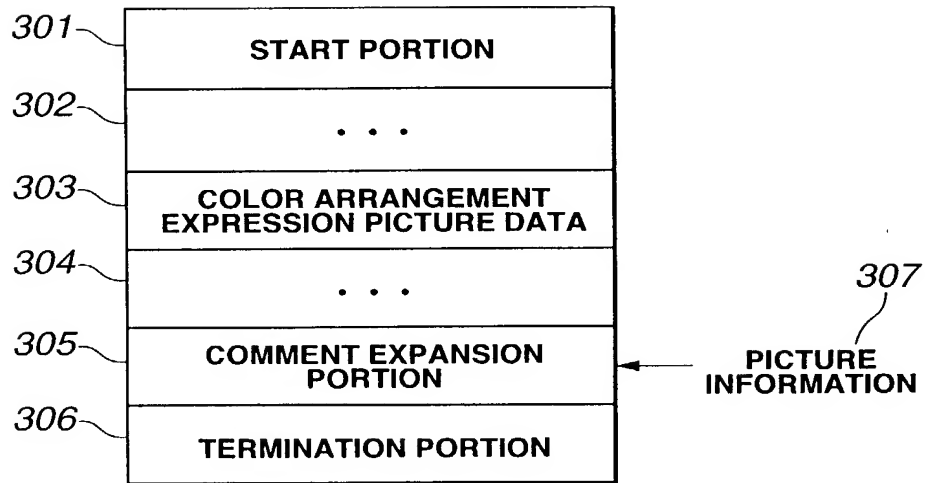 301
START PORTION
302
. . .
303
COLOR ARRANGEMENT
EXPRESSION PICTURE DATA
304
. . .
307
305
COMMENT EXPANSION
PORTION
PICTURE
INFORMATION
306
TERMINATION PORTION